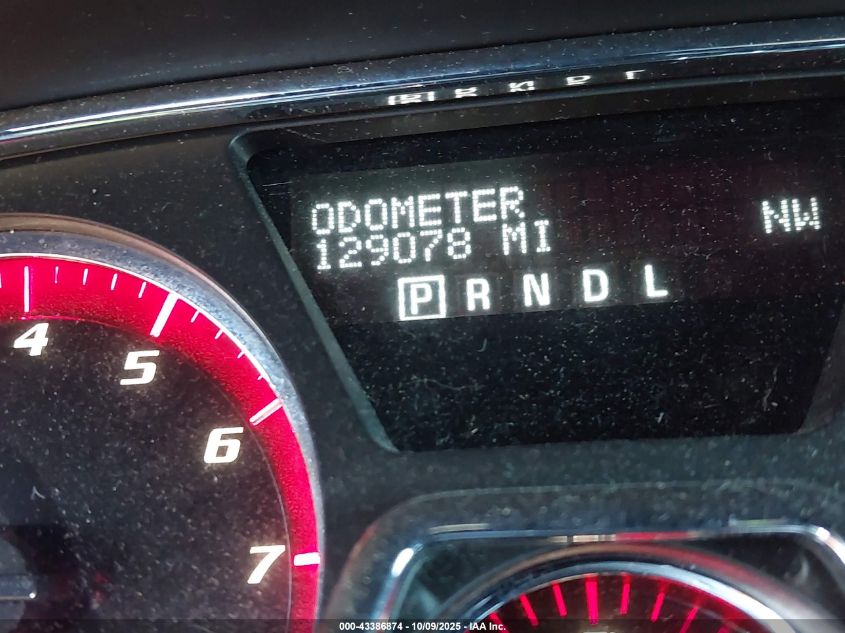 ODOMETER
129078 MI
NW
P R N D L
4
5
6
7
000-43386874 - 10/09/2025 - IAA Inc.